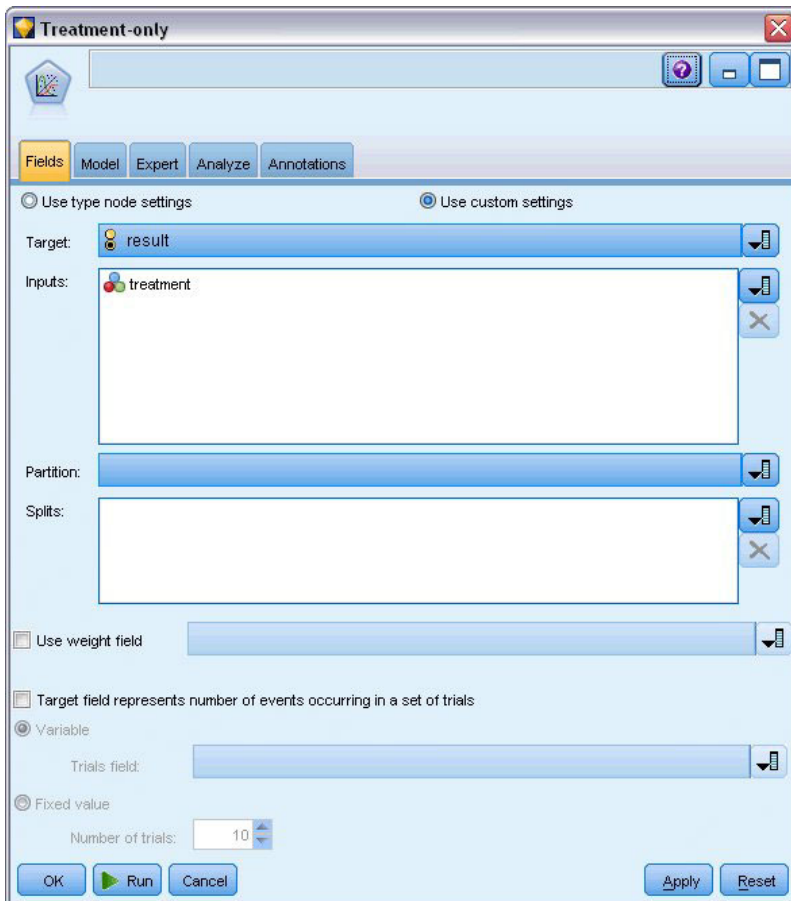 Treatment-only
Fields Model Expert Analyze Annotations
Use type node settings Use custom settings
Target: result
Inputs: treatment
Partition:
Splits:
Use weight field
Target field represents number of events occurring in a set of trials
Variable
Trials field:
Fixed value
Number of trials: 10
OK Run Cancel Apply Reset